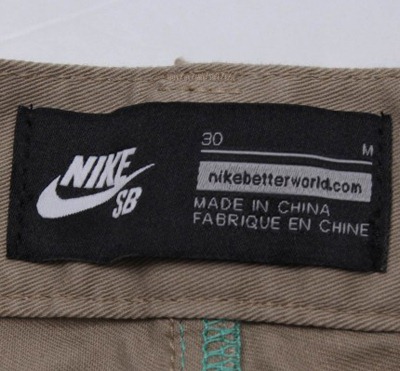 NIKE
SB
30 M
nikebetterworld.com
MADE IN CHINA
FABRIQUE EN CHINE